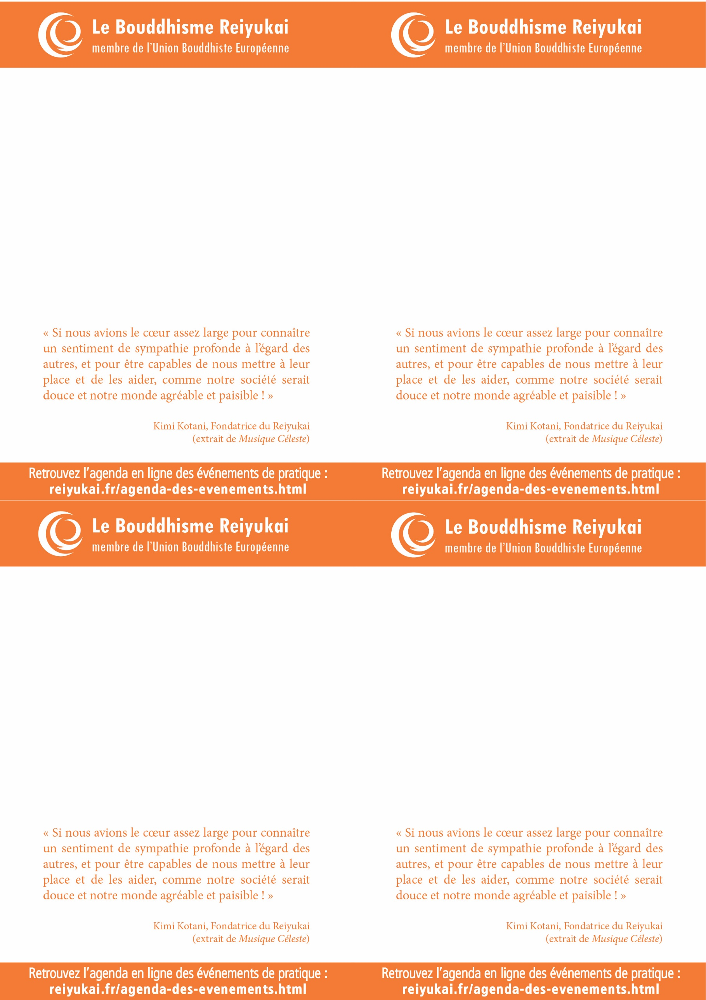 Le Bouddhisme Reiyukai
membre de l’Union Bouddhiste Européenne
« Si nous avions le cœur assez large pour connaître
un sentiment de sympathie profonde à l’égard des
autres, et pour être capables de nous mettre à leur
place et de les aider, comme notre société serait
douce et notre monde agréable et paisible ! »
Kimi Kotani, Fondatrice du Reiyukai
(extrait de Musique Céleste)
Retrouvez l’agenda en ligne des événements de pratique :
reiyukai.fr/agenda-des-evenements.html
Le Bouddhisme Reiyukai
membre de l’Union Bouddhiste Européenne
« Si nous avions le cœur assez large pour connaître
un sentiment de sympathie profonde à l’égard des
autres, et pour être capables de nous mettre à leur
place et de les aider, comme notre société serait
douce et notre monde agréable et paisible ! »
Kimi Kotani, Fondatrice du Reiyukai
(extrait de Musique Céleste)
Retrouvez l’agenda en ligne des événements de pratique :
reiyukai.fr/agenda-des-evenements.html
Le Bouddhisme Reiyukai
membre de l’Union Bouddhiste Européenne
« Si nous avions le cœur assez large pour connaître
un sentiment de sympathie profonde à l’égard des
autres, et pour être capables de nous mettre à leur
place et de les aider, comme notre société serait
douce et notre monde agréable et paisible ! »
Kimi Kotani, Fondatrice du Reiyukai
(extrait de Musique Céleste)
Retrouvez l’agenda en ligne des événements de pratique :
reiyukai.fr/agenda-des-evenements.html
Le Bouddhisme Reiyukai
membre de l’Union Bouddhiste Européenne
« Si nous avions le cœur assez large pour connaître
un sentiment de sympathie profonde à l’égard des
autres, et pour être capables de nous mettre à leur
place et de les aider, comme notre société serait
douce et notre monde agréable et paisible ! »
Kimi Kotani, Fondatrice du Reiyukai
(extrait de Musique Céleste)
Retrouvez l’agenda en ligne des événements de pratique :
reiyukai.fr/agenda-des-evenements.html